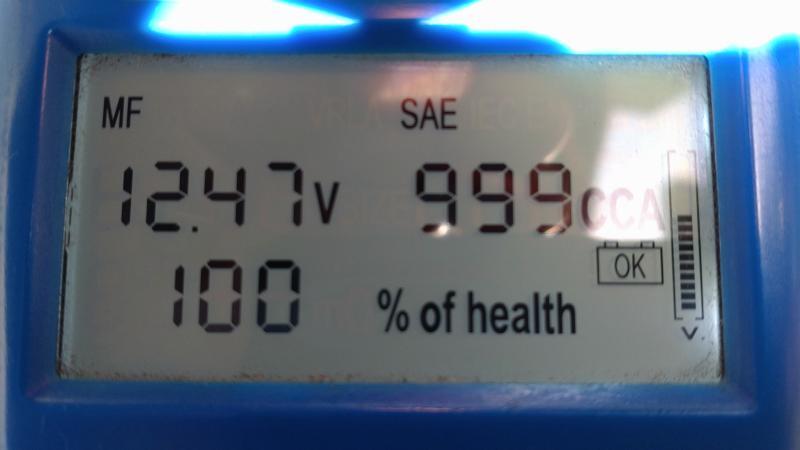 MF SAE
12.47V 999CCA
OK
100 % of health